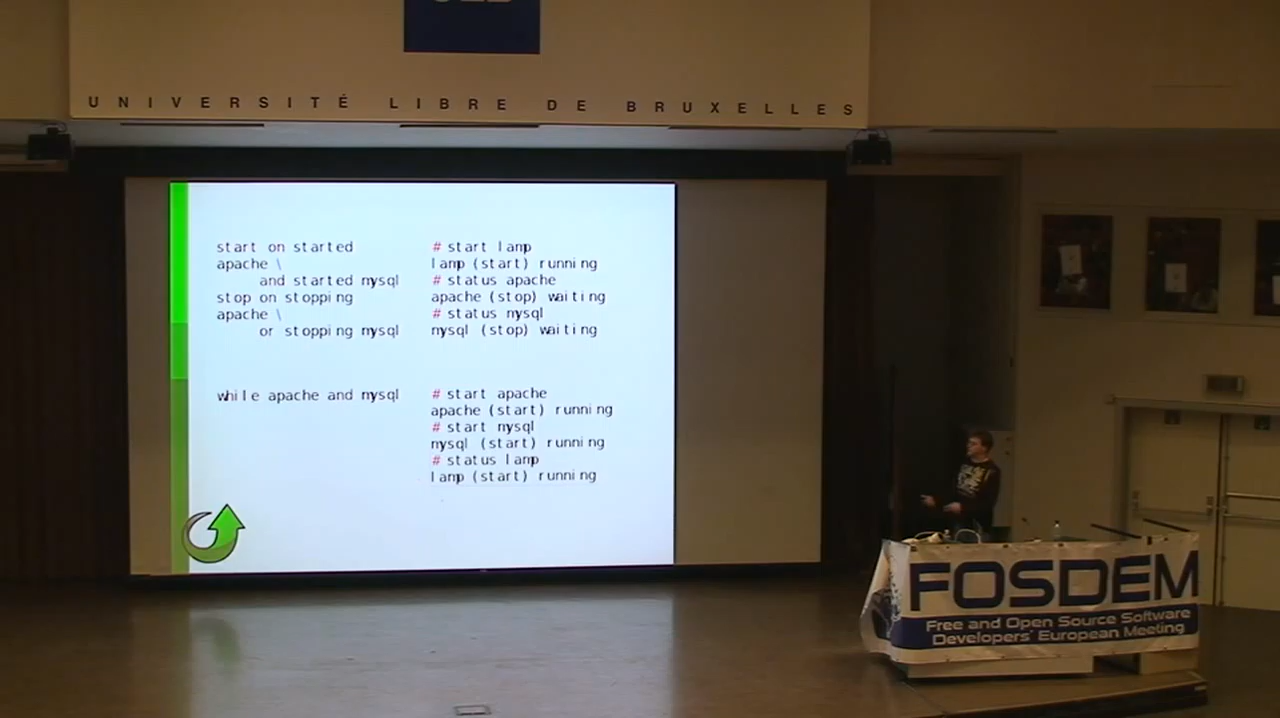 UNIVERSITÉ LIBRE DE BRUXELLES
start on started
apache \
and started mysql
stop on stopping
apache \
or stopping mysql
while apache and mysql
# start lamp
lamp (start) running
# status apache
apache (stop) waiting
# status mysql
mysql (stop) waiting
# start apache
apache (start) running
# start mysql
mysql (start) running
# status lamp
lamp (start) running
FOSDEM
Free and Open Source Software
Developers' European Meeting